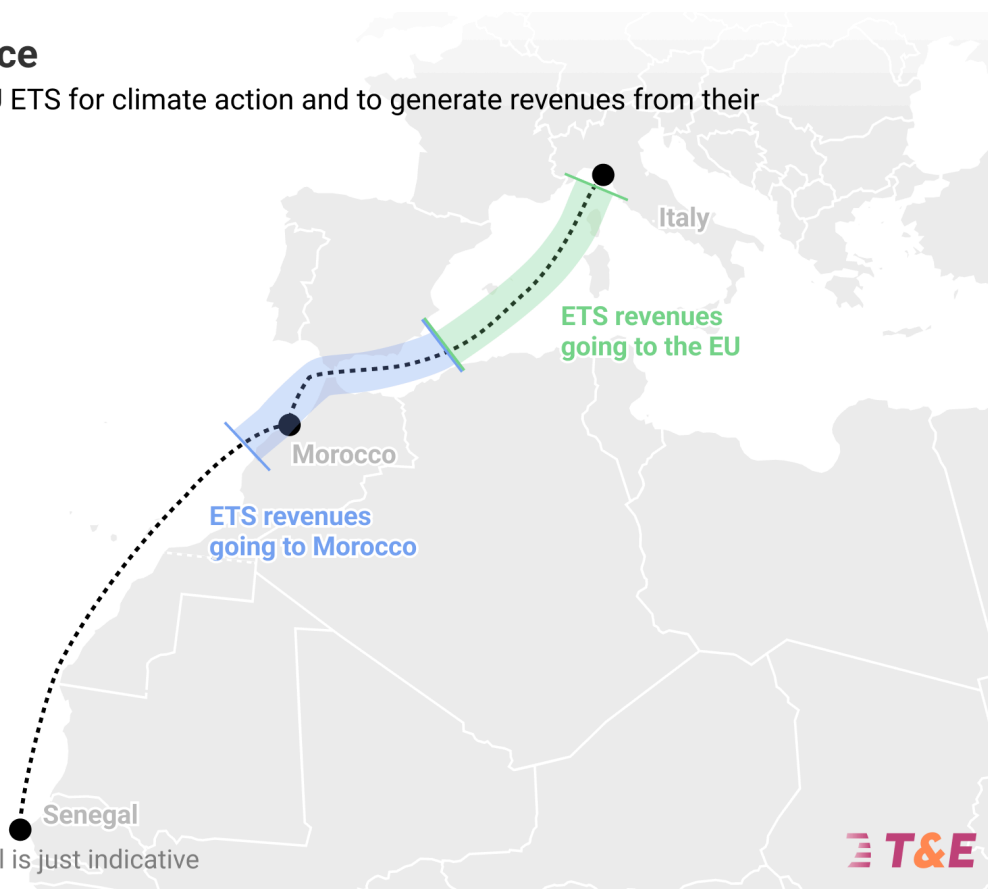 ce
ETS for climate action and to generate revenues from their
Italy
ETS revenues
going to the EU
Morocco
ETS revenues
going to Morocco
Senegal
l is just indicative
T&E